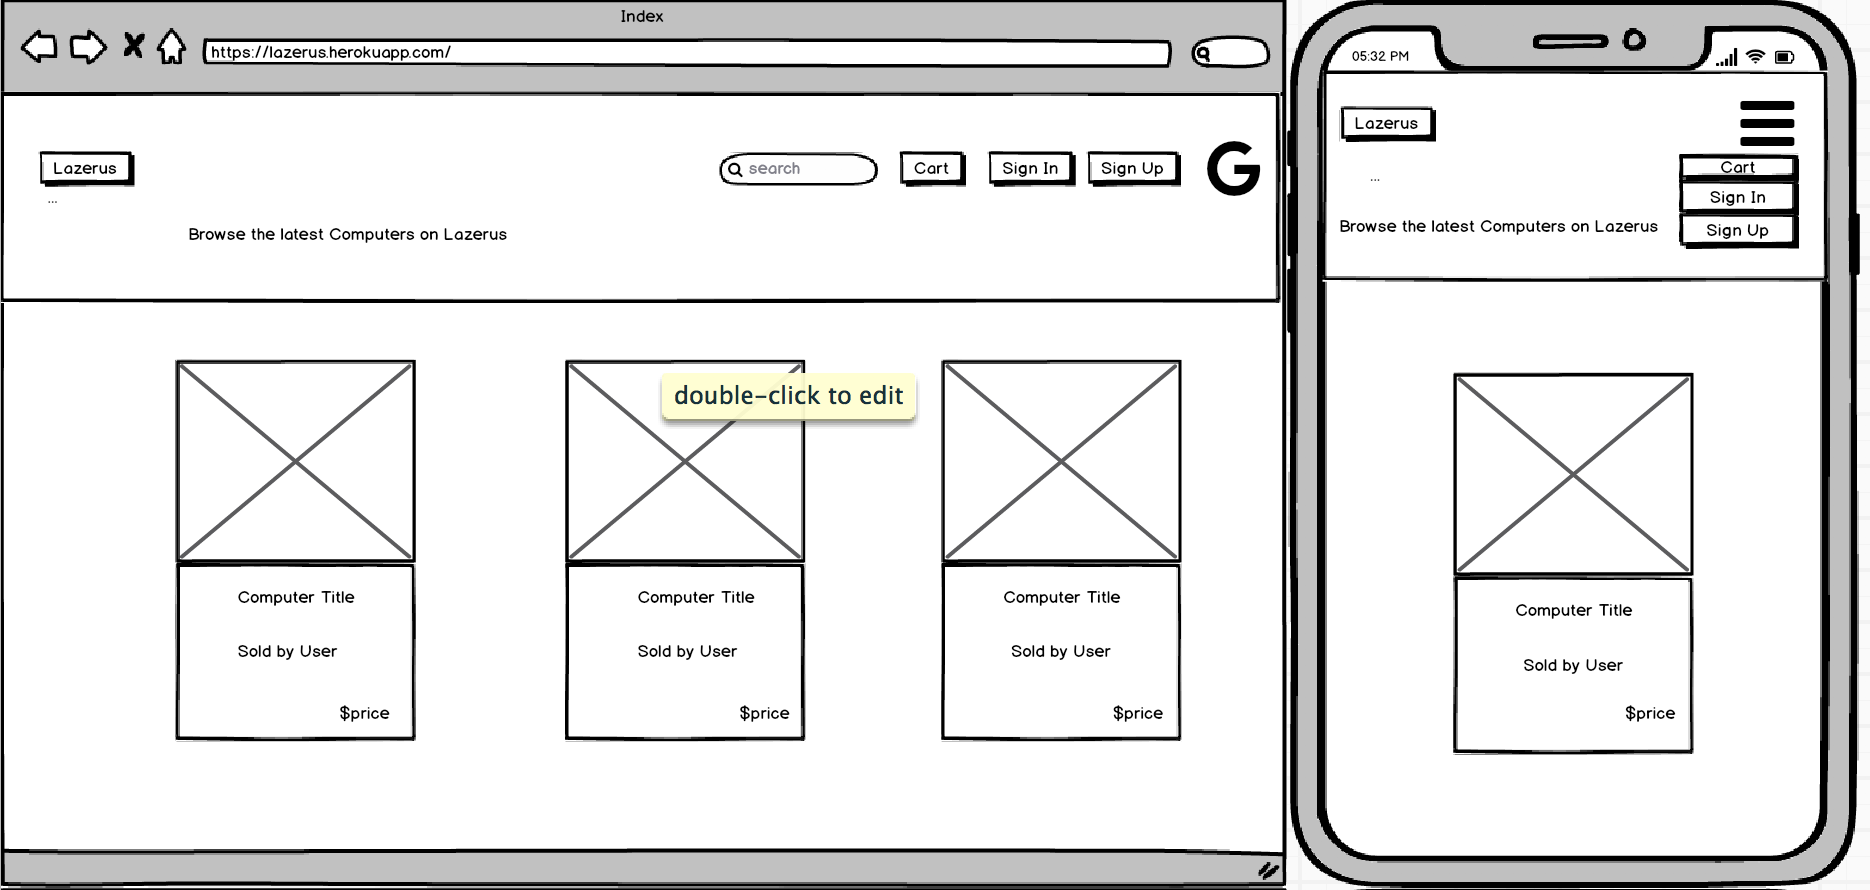 Index
https://lazerus.herokuapp.com/
Lazerus
search
Cart
Sign In
Sign Up
G
...
Browse the latest Computers on Lazerus
double-click to edit
Computer Title
Sold by User
$price
Computer Title
Sold by User
$price
Computer Title
Sold by User
$price
05:32 PM
Lazerus
...
Cart
Sign In
Sign Up
Browse the latest Computers on Lazerus
Computer Title
Sold by User
$price